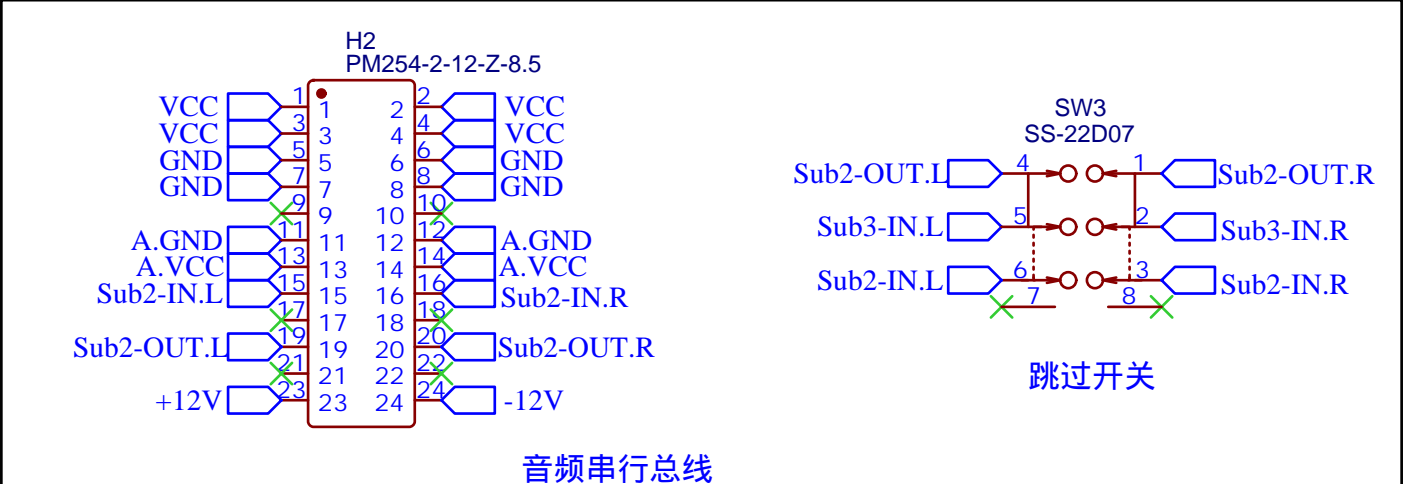 H2
PM254-2-12-Z-8.5
VCC 1 1 2 2 VCC
VCC 3 3 4 4 VCC
GND 5 5 6 6 GND
GND 7 7 8 8 GND
9 9 10 10
A.GND 11 11 12 12 A.GND
A.VCC 13 13 14 14 A.VCC
Sub2-IN.L 15 15 16 16 Sub2-IN.R
17 17 18 18
Sub2-OUT.L 19 19 20 20 Sub2-OUT.R
21 21 22 22
+12V 23 23 24 24 -12V
音频串行总线
SW3
SS-22D07
Sub2-OUT.L 4 1 Sub2-OUT.R
Sub3-IN.L 5 2 Sub3-IN.R
Sub2-IN.L 6 3 Sub2-IN.R
7 8
跳过开关